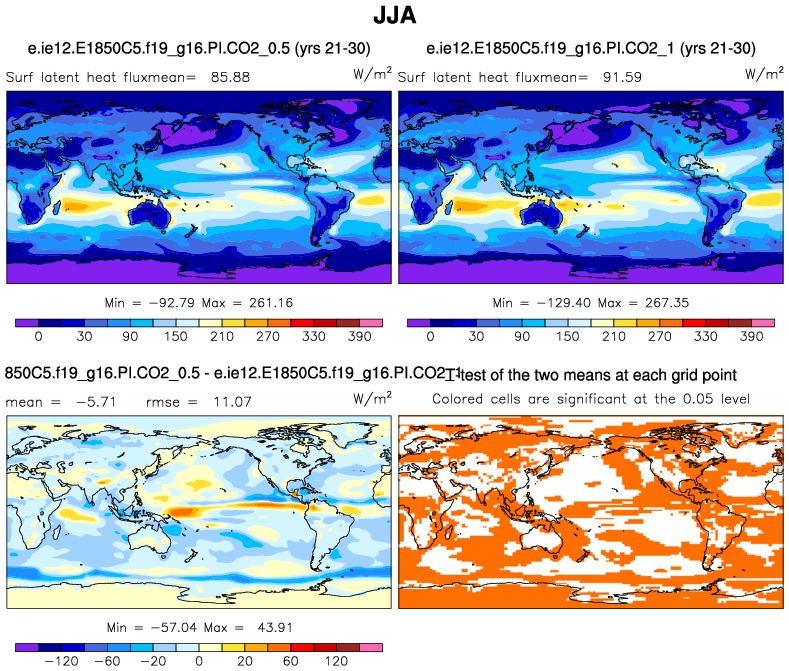 JJA
e.ie12.E1850C5.f19_g16.PI.CO2_0.5 (yrs 21-30)
e.ie12.E1850C5.f19_g16.PI.CO2_1 (yrs 21-30)
Surf latent heat fluxmean= 85.88 W/m²
Surf latent heat fluxmean= 91.59 W/m²
Min = -92.79 Max = 261.16
Min = -129.40 Max = 267.35
0 30 90 150 210 270 330 390
0 30 90 150 210 270 330 390
850C5.f19_g16.PI.CO2_0.5 - e.ie12.E1850C5.f19_g16.PI.CO2_1
T-test of the two means at each grid point
mean = -5.71 rmse = 11.07 W/m²
Colored cells are significant at the 0.05 level
Min = -57.04 Max = 43.91
-120 -60 -20 0 20 60 120